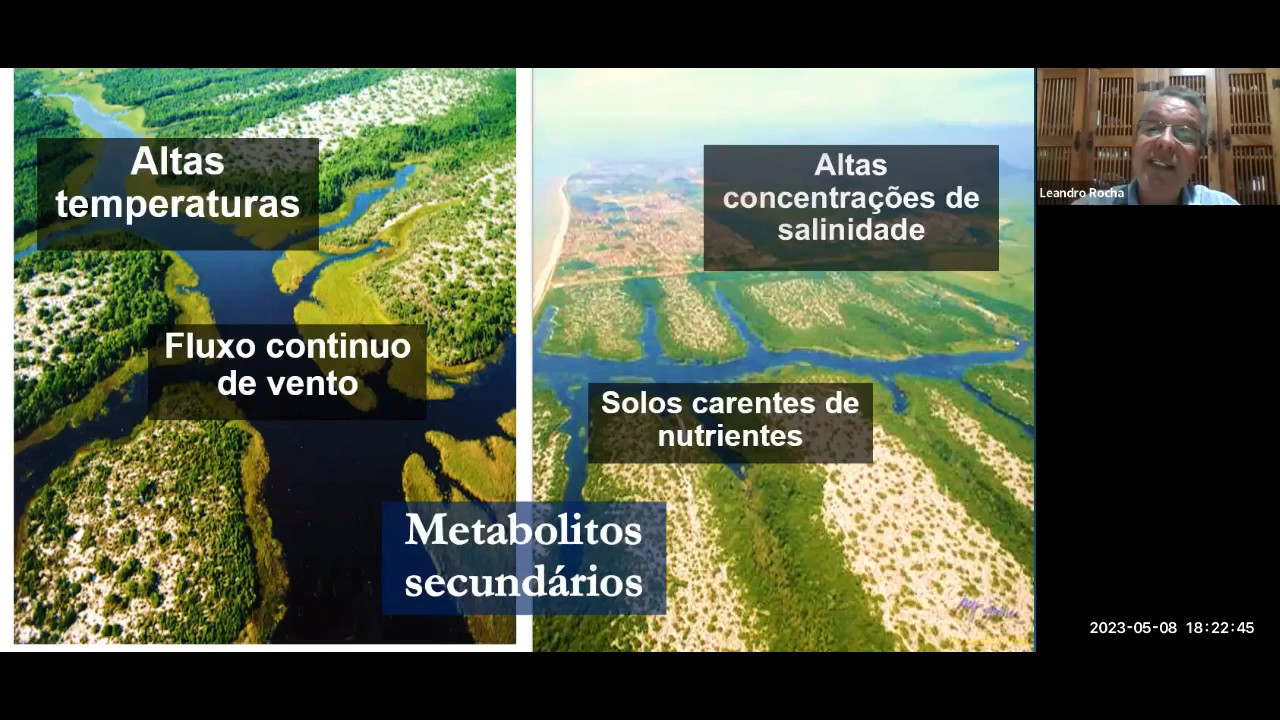 Altas
temperaturas
Fluxo continuo
de vento
Altas
concentrações de
salinidade
Solos carentes de
nutrientes
Metabolitos
secundários
Leandro Rocha
2023-05-08 18:22:45